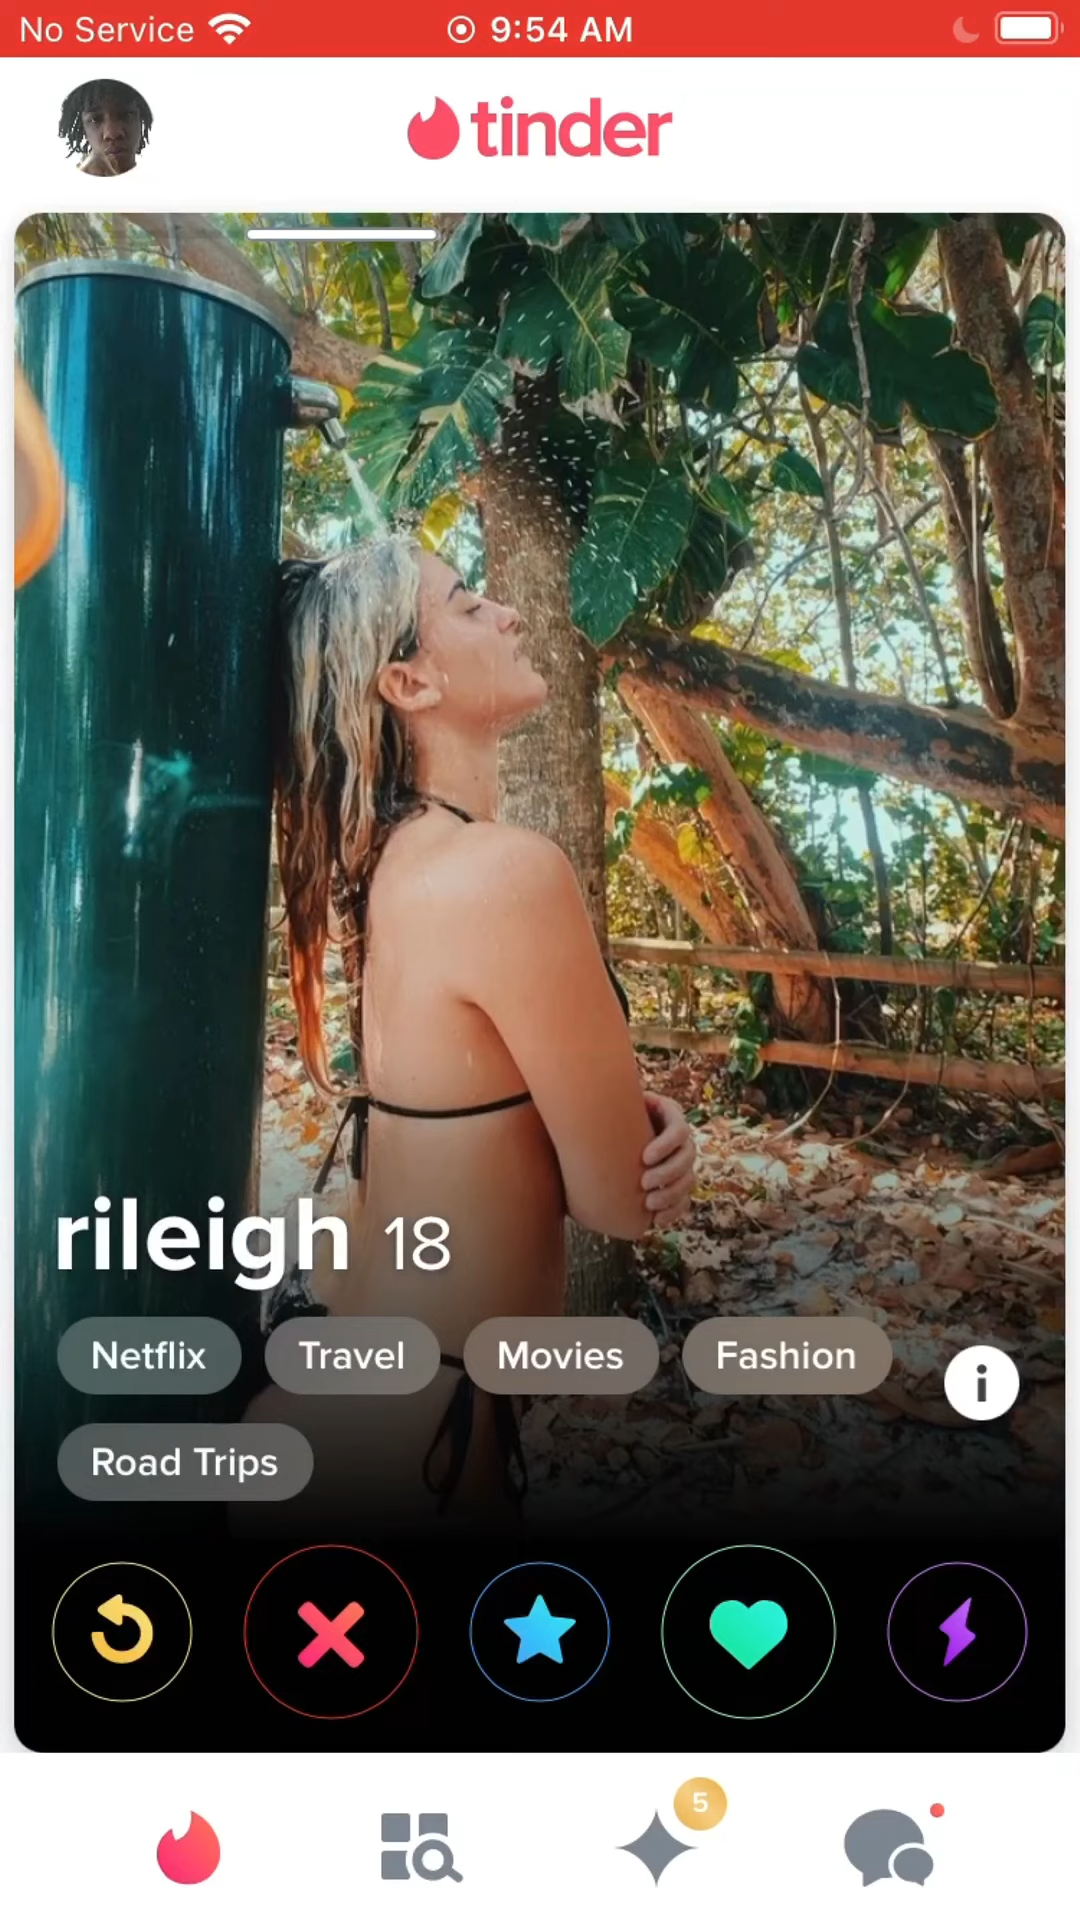 No Service 9:54 AM
tinder
rileigh 18
Netflix Travel Movies Fashion
Road Trips
5